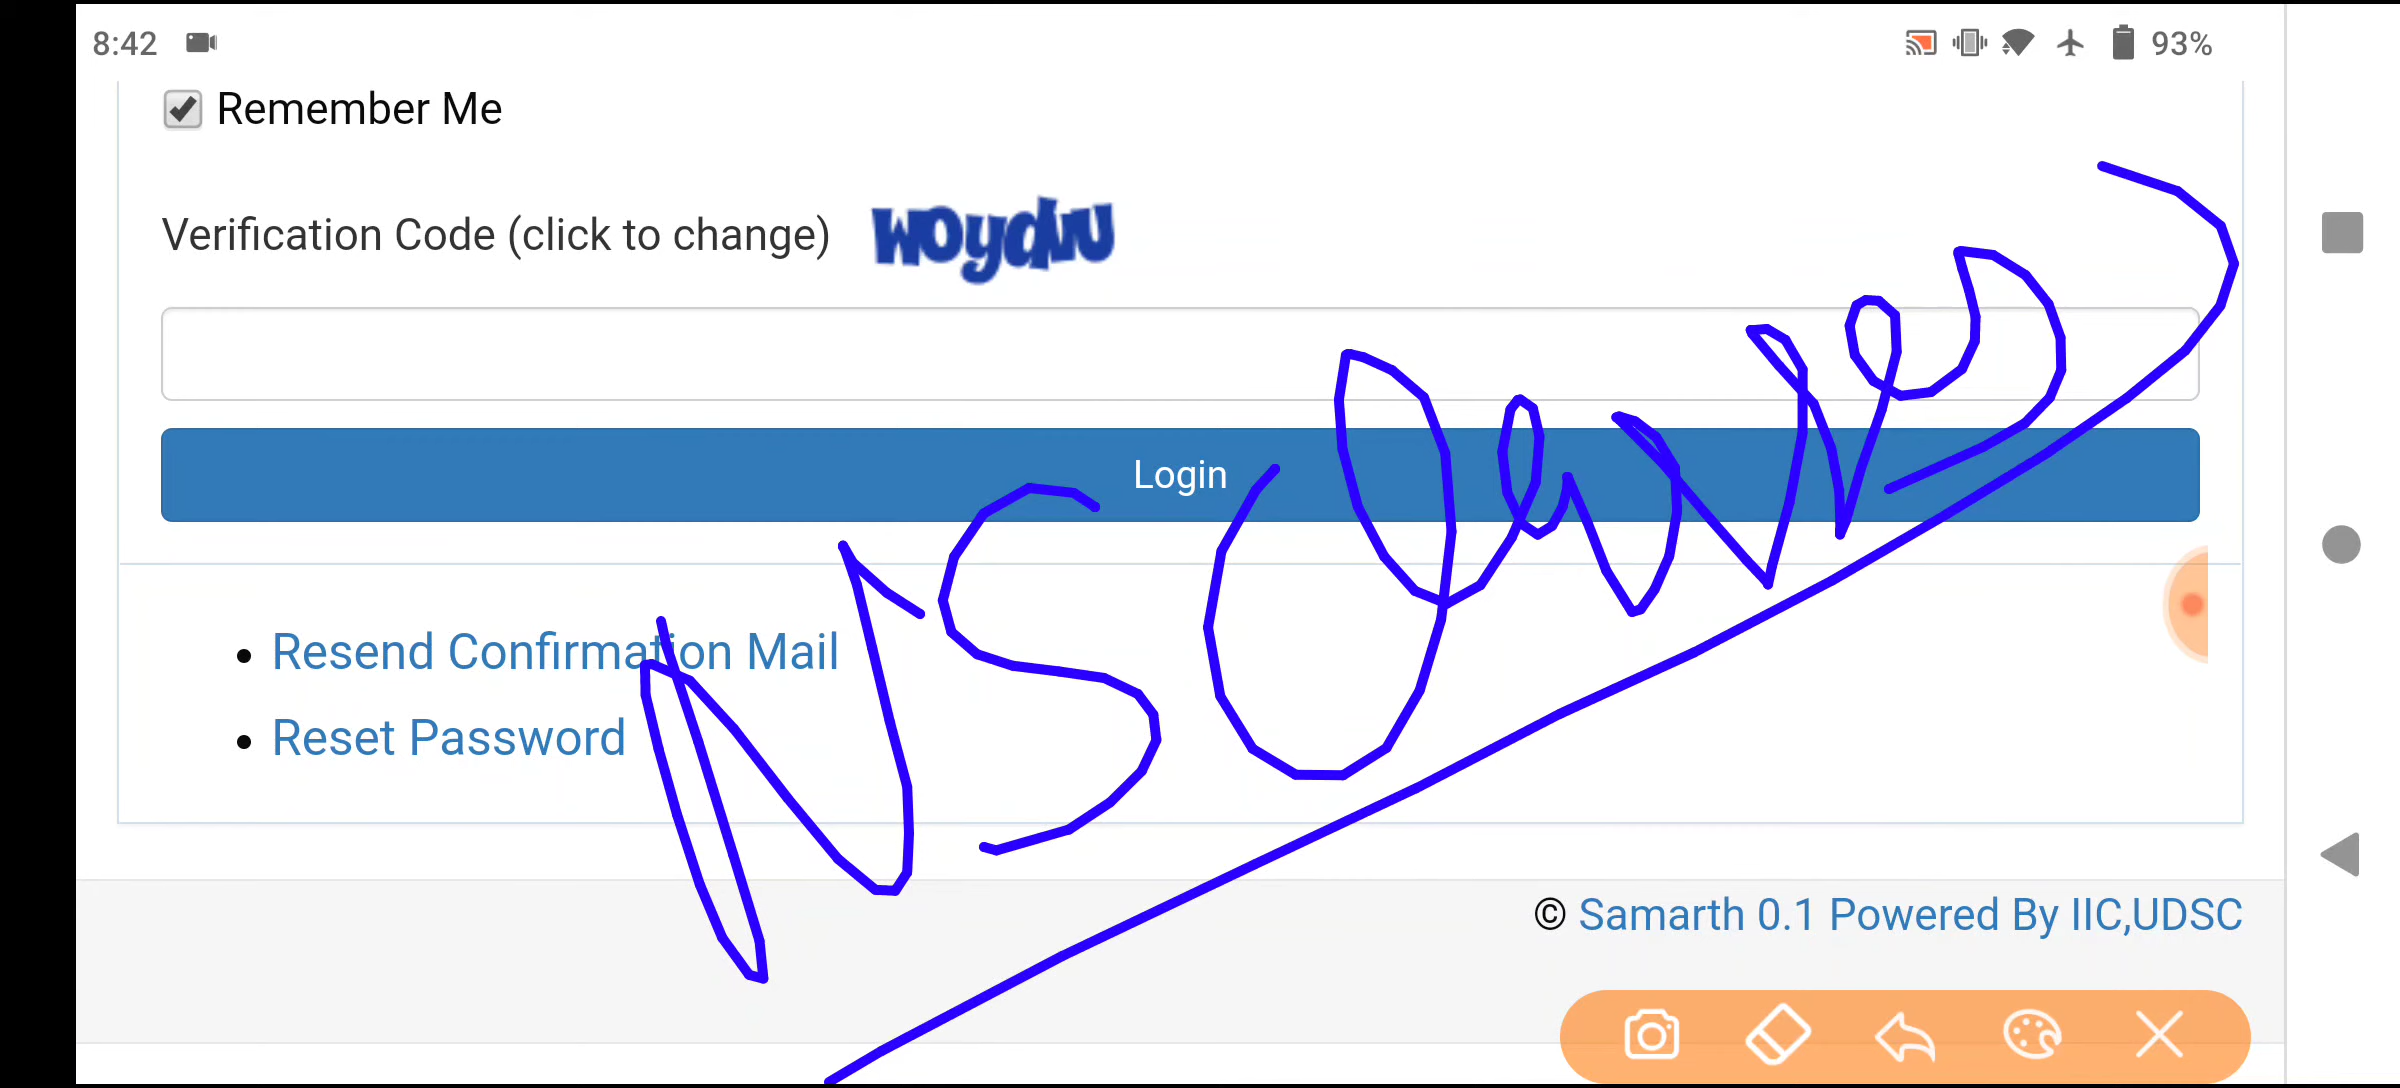 8:42 93%
Remember Me
Verification Code (click to change) woydru
Login
Resend Confirmation Mail
Reset Password
© Samarth 0.1 Powered By IIC,UDSC